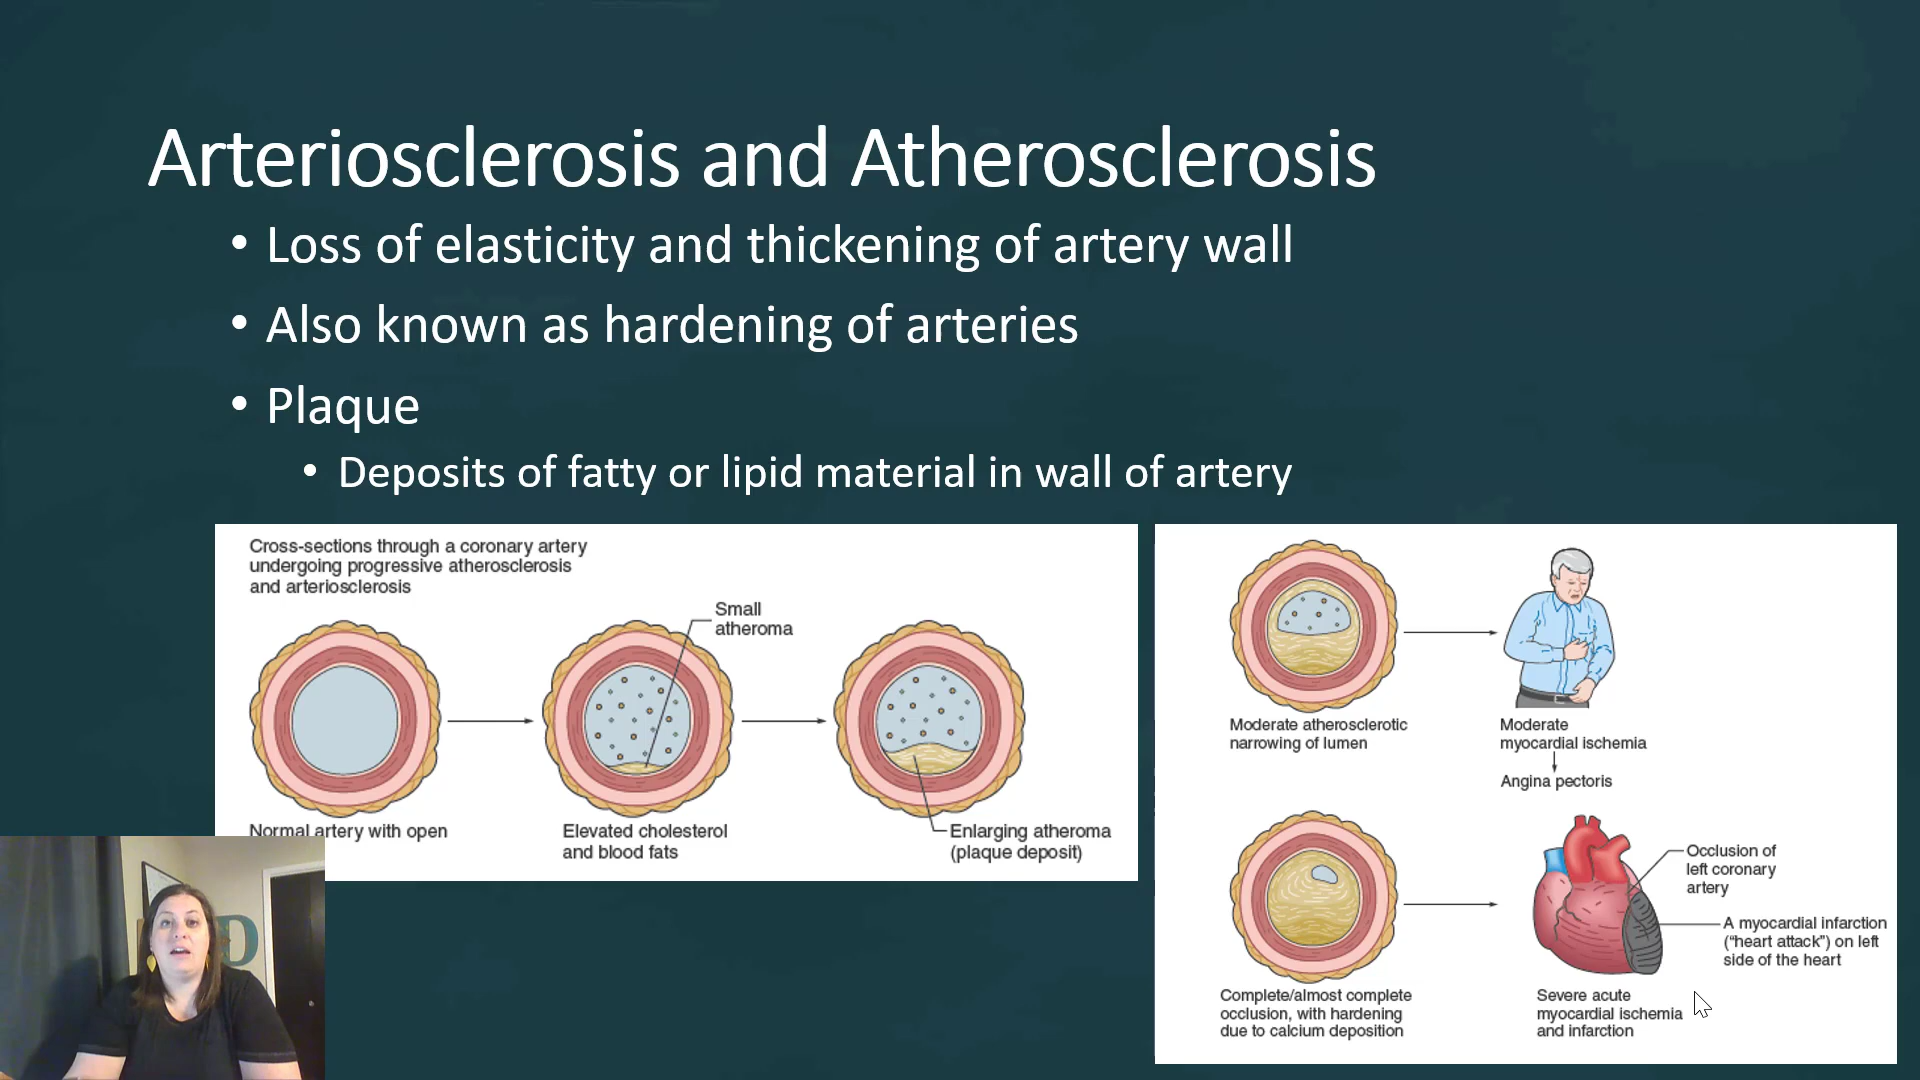 Arteriosclerosis and Atherosclerosis
• Loss of elasticity and thickening of artery wall
• Also known as hardening of arteries
• Plaque
• Deposits of fatty or lipid material in wall of artery
Cross-sections through a coronary artery
undergoing progressive atherosclerosis
and arteriosclerosis
Small
atheroma
Normal artery with open
Elevated cholesterol
and blood fats
Enlarging atheroma
(plaque deposit)
Moderate atherosclerotic
narrowing of lumen
Moderate
myocardial ischemia
Angina pectoris
Occlusion of
left coronary
artery
A myocardial infarction
(“heart attack”) on left
side of the heart
Complete/almost complete
occlusion, with hardening
due to calcium deposition
Severe acute
myocardial ischemia
and infarction
D